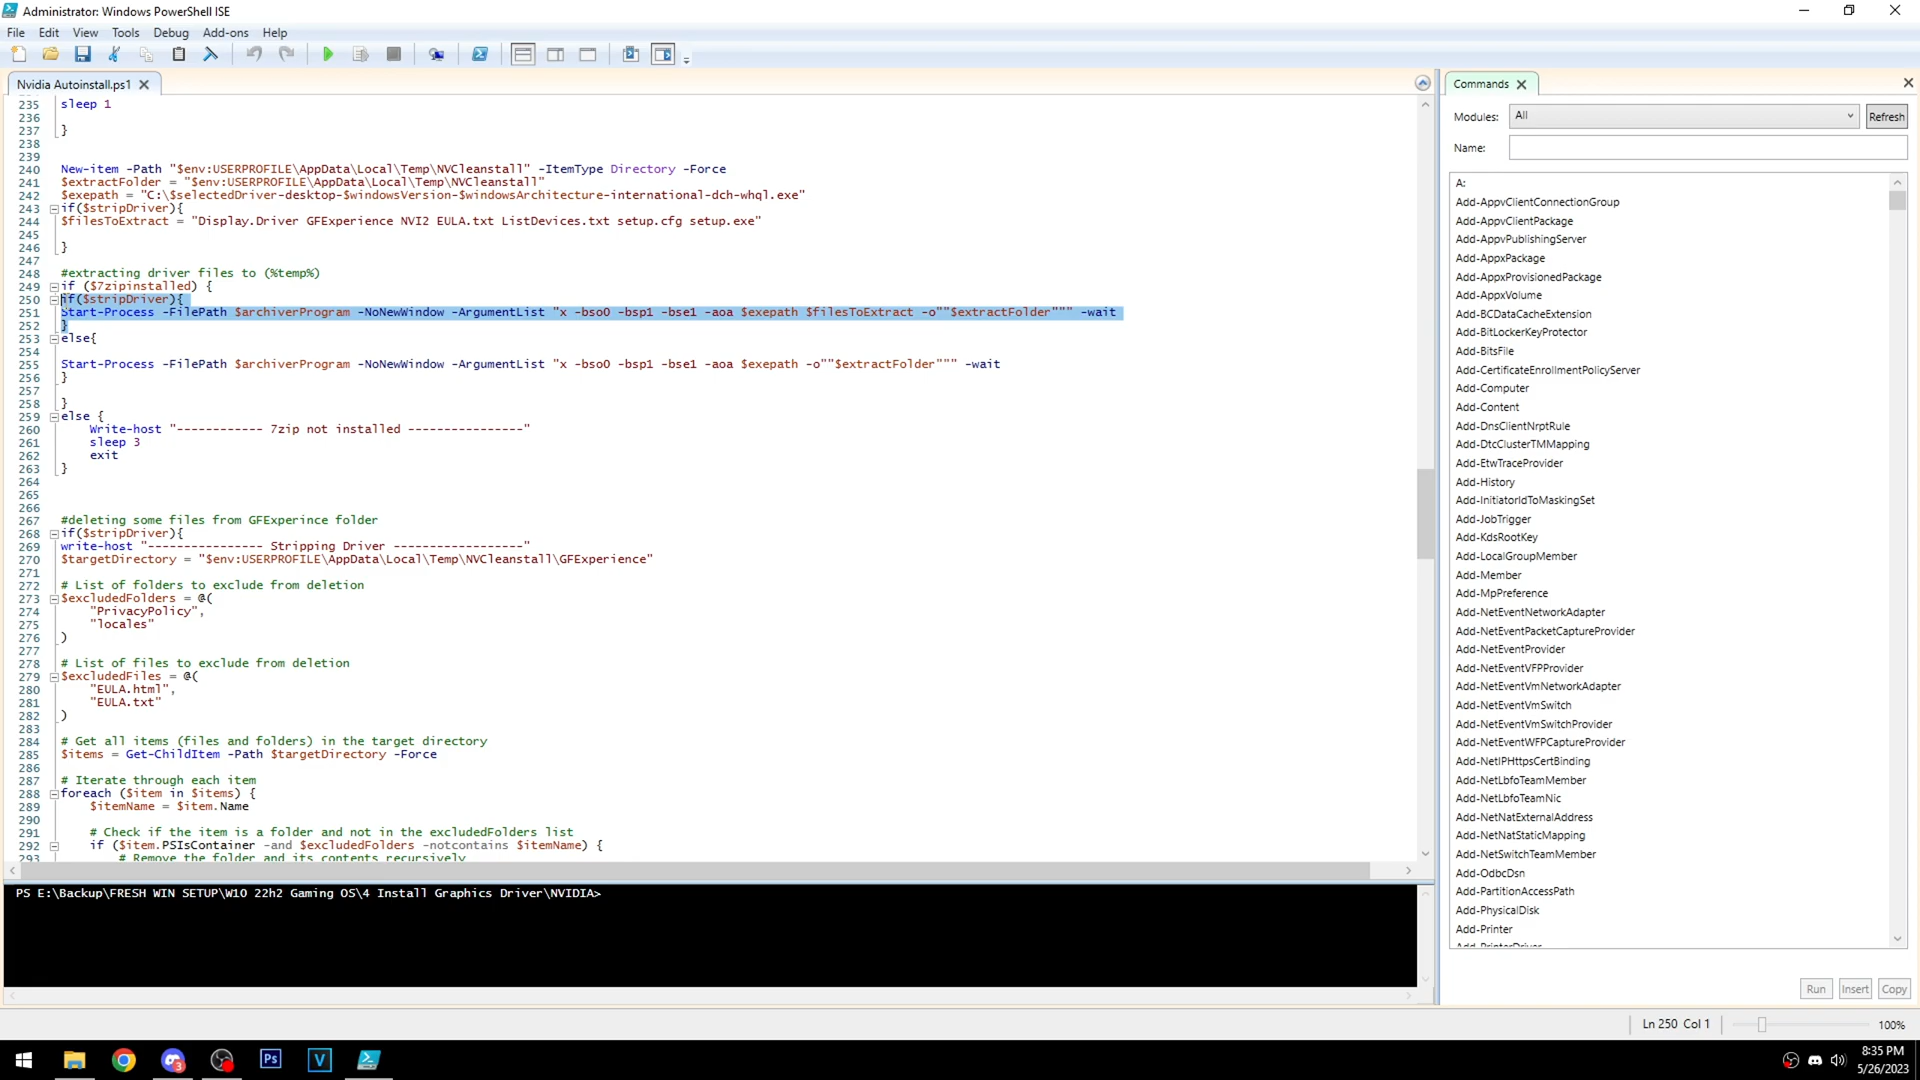 Administrator: Windows PowerShell ISE
File Edit View Tools Debug Add-ons Help
Nvidia Autoinstall.ps1
235 sleep 1
236
237 }
238
239
240 New-item -Path "$env:USERPROFILE\AppData\Local\Temp\NVCleanstall" -ItemType Directory -Force
241 $extractFolder = "$env:USERPROFILE\AppData\Local\Temp\NVCleanstall"
242 $exepath = "C:\$selectedDriver-desktop-$windowsVersion-$windowsArchitecture-international-dch-whql.exe"
243 if($stripDriver){
244 $filesToExtract = "Display.Driver GFExperience NVI2 EULA.txt ListDevices.txt setup.cfg setup.exe"
245
246 }
247
248 #extracting driver files to (%temp%)
249 if ($7zipinstalled) {
250 if($stripDriver){
251 Start-Process -FilePath $archiverProgram -NoNewWindow -ArgumentList "x -bso0 -bsp1 -bse1 -aoa $exepath $filesToExtract -o""$extractFolder""" -wait
252 }
253 else{
254
255 Start-Process -FilePath $archiverProgram -NoNewWindow -ArgumentList "x -bso0 -bsp1 -bse1 -aoa $exepath -o""$extractFolder""" -wait
256 }
257
258 }
259 else {
260 Write-host "------------ 7zip not installed ----------------"
261 sleep 3
262 exit
263 }
264
265
266
267 #deleting some files from GFExperince folder
268 if($stripDriver){
269 write-host "---------------- Stripping Driver ------------------"
270 $targetDirectory = "$env:USERPROFILE\AppData\Local\Temp\NVCleanstall\GFExperience"
271
272 # List of folders to exclude from deletion
273 $excludedFolders = @(
274 "PrivacyPolicy",
275 "locales"
276 )
277
278 # List of files to exclude from deletion
279 $excludedFiles = @(
280 "EULA.html",
281 "EULA.txt"
282 )
283
284 # Get all items (files and folders) in the target directory
285 $items = Get-ChildItem -Path $targetDirectory -Force
286
287 # Iterate through each item
288 foreach ($item in $items) {
289 $itemName = $item.Name
290
291 # Check if the item is a folder and not in the excludedFolders list
292 if ($item.PSIsContainer -and $excludedFolders -notcontains $itemName) {
293 # Remove the folder and its contents recursively
PS E:\Backup\FRESH WIN SETUP\W10 22h2 Gaming OS\4 Install Graphics Driver\NVIDIA>
Commands
Modules: All Refresh
Name:
A:
Add-AppvClientConnectionGroup
Add-AppvClientPackage
Add-AppvPublishingServer
Add-AppxPackage
Add-AppxProvisionedPackage
Add-AppxVolume
Add-BCDataCacheExtension
Add-BitLockerKeyProtector
Add-BitsFile
Add-CertificateEnrollmentPolicyServer
Add-Computer
Add-Content
Add-DnsClientNrptRule
Add-DtcClusterTMMapping
Add-EtwTraceProvider
Add-History
Add-InitiatorIdToMaskingSet
Add-JobTrigger
Add-KdsRootKey
Add-LocalGroupMember
Add-Member
Add-MpPreference
Add-NetEventNetworkAdapter
Add-NetEventPacketCaptureProvider
Add-NetEventProvider
Add-NetEventVFPProvider
Add-NetEventVmNetworkAdapter
Add-NetEventVmSwitch
Add-NetEventVmSwitchProvider
Add-NetEventWFPCaptureProvider
Add-NetIPHttpsCertBinding
Add-NetLbfoTeamMember
Add-NetLbfoTeamNic
Add-NetNatExternalAddress
Add-NetNatStaticMapping
Add-NetSwitchTeamMember
Add-OdbcDsn
Add-PartitionAccessPath
Add-PhysicalDisk
Add-Printer
Add-PrinterDriver
Run Insert Copy
Ln 250 Col 1 100%
Ps V
3
8:35 PM
5/26/2023